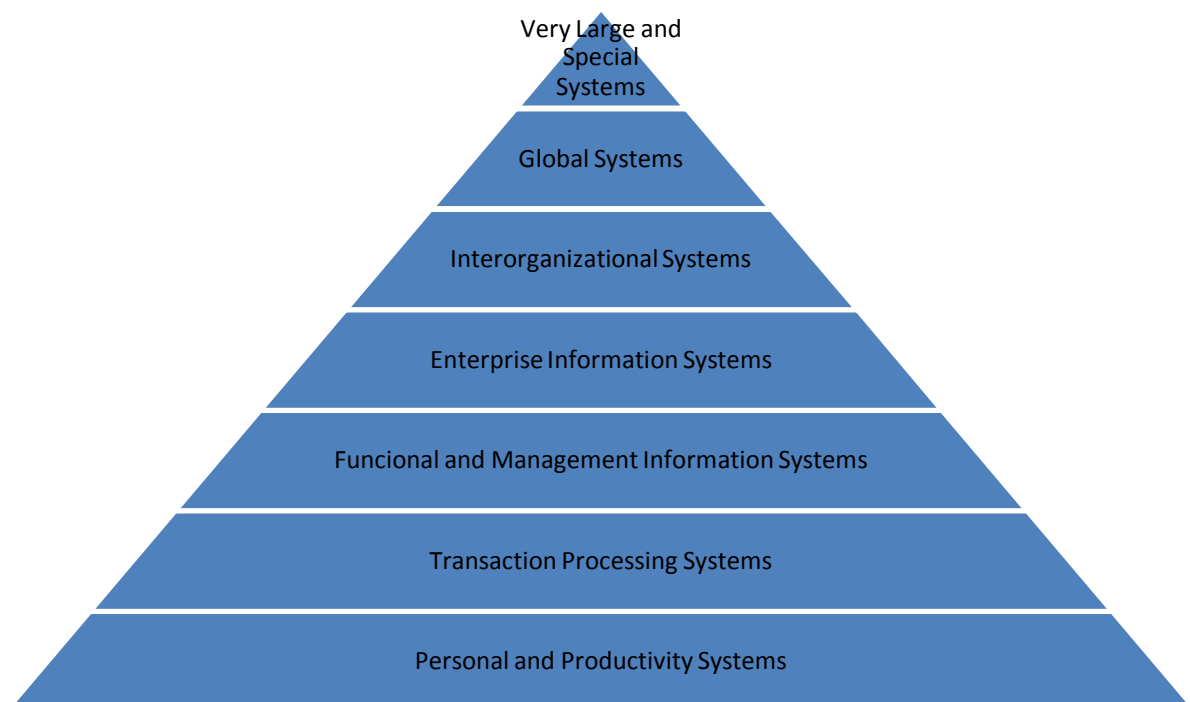 Very Large and
Special
Systems
Global Systems
Interorganizational Systems
Enterprise Information Systems
Funcional and Management Information Systems
Transaction Processing Systems
Personal and Productivity Systems